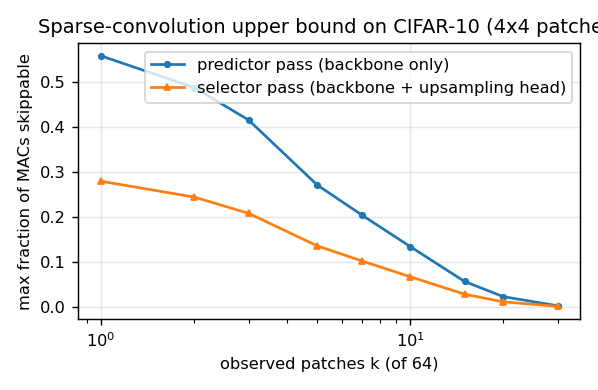 Sparse-convolution upper bound on CIFAR-10 (4x4 patche
predictor pass (backbone only)
selector pass (backbone + upsampling head)
max fraction of MACs skippable
0.5
0.4
0.3
0.2
0.1
0.0
10⁰
10¹
observed patches k (of 64)